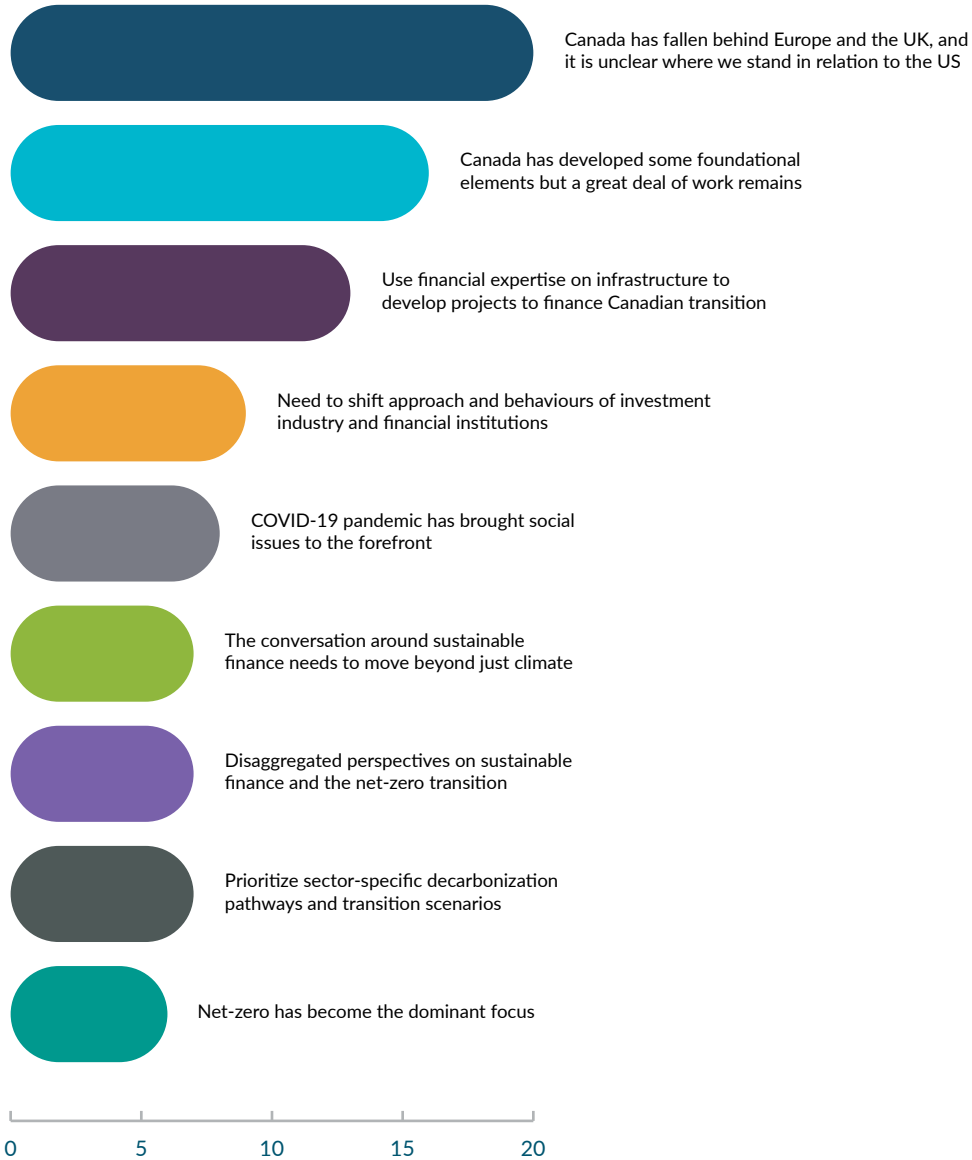 Canada has fallen behind Europe and the UK, and
it is unclear where we stand in relation to the US
Canada has developed some foundational
elements but a great deal of work remains
Use financial expertise on infrastructure to
develop projects to finance Canadian transition
Need to shift approach and behaviours of investment
industry and financial institutions
COVID-19 pandemic has brought social
issues to the forefront
The conversation around sustainable
finance needs to move beyond just climate
Disaggregated perspectives on sustainable
finance and the net-zero transition
Prioritize sector-specific decarbonization
pathways and transition scenarios
Net-zero has become the dominant focus
0 5 10 15 20